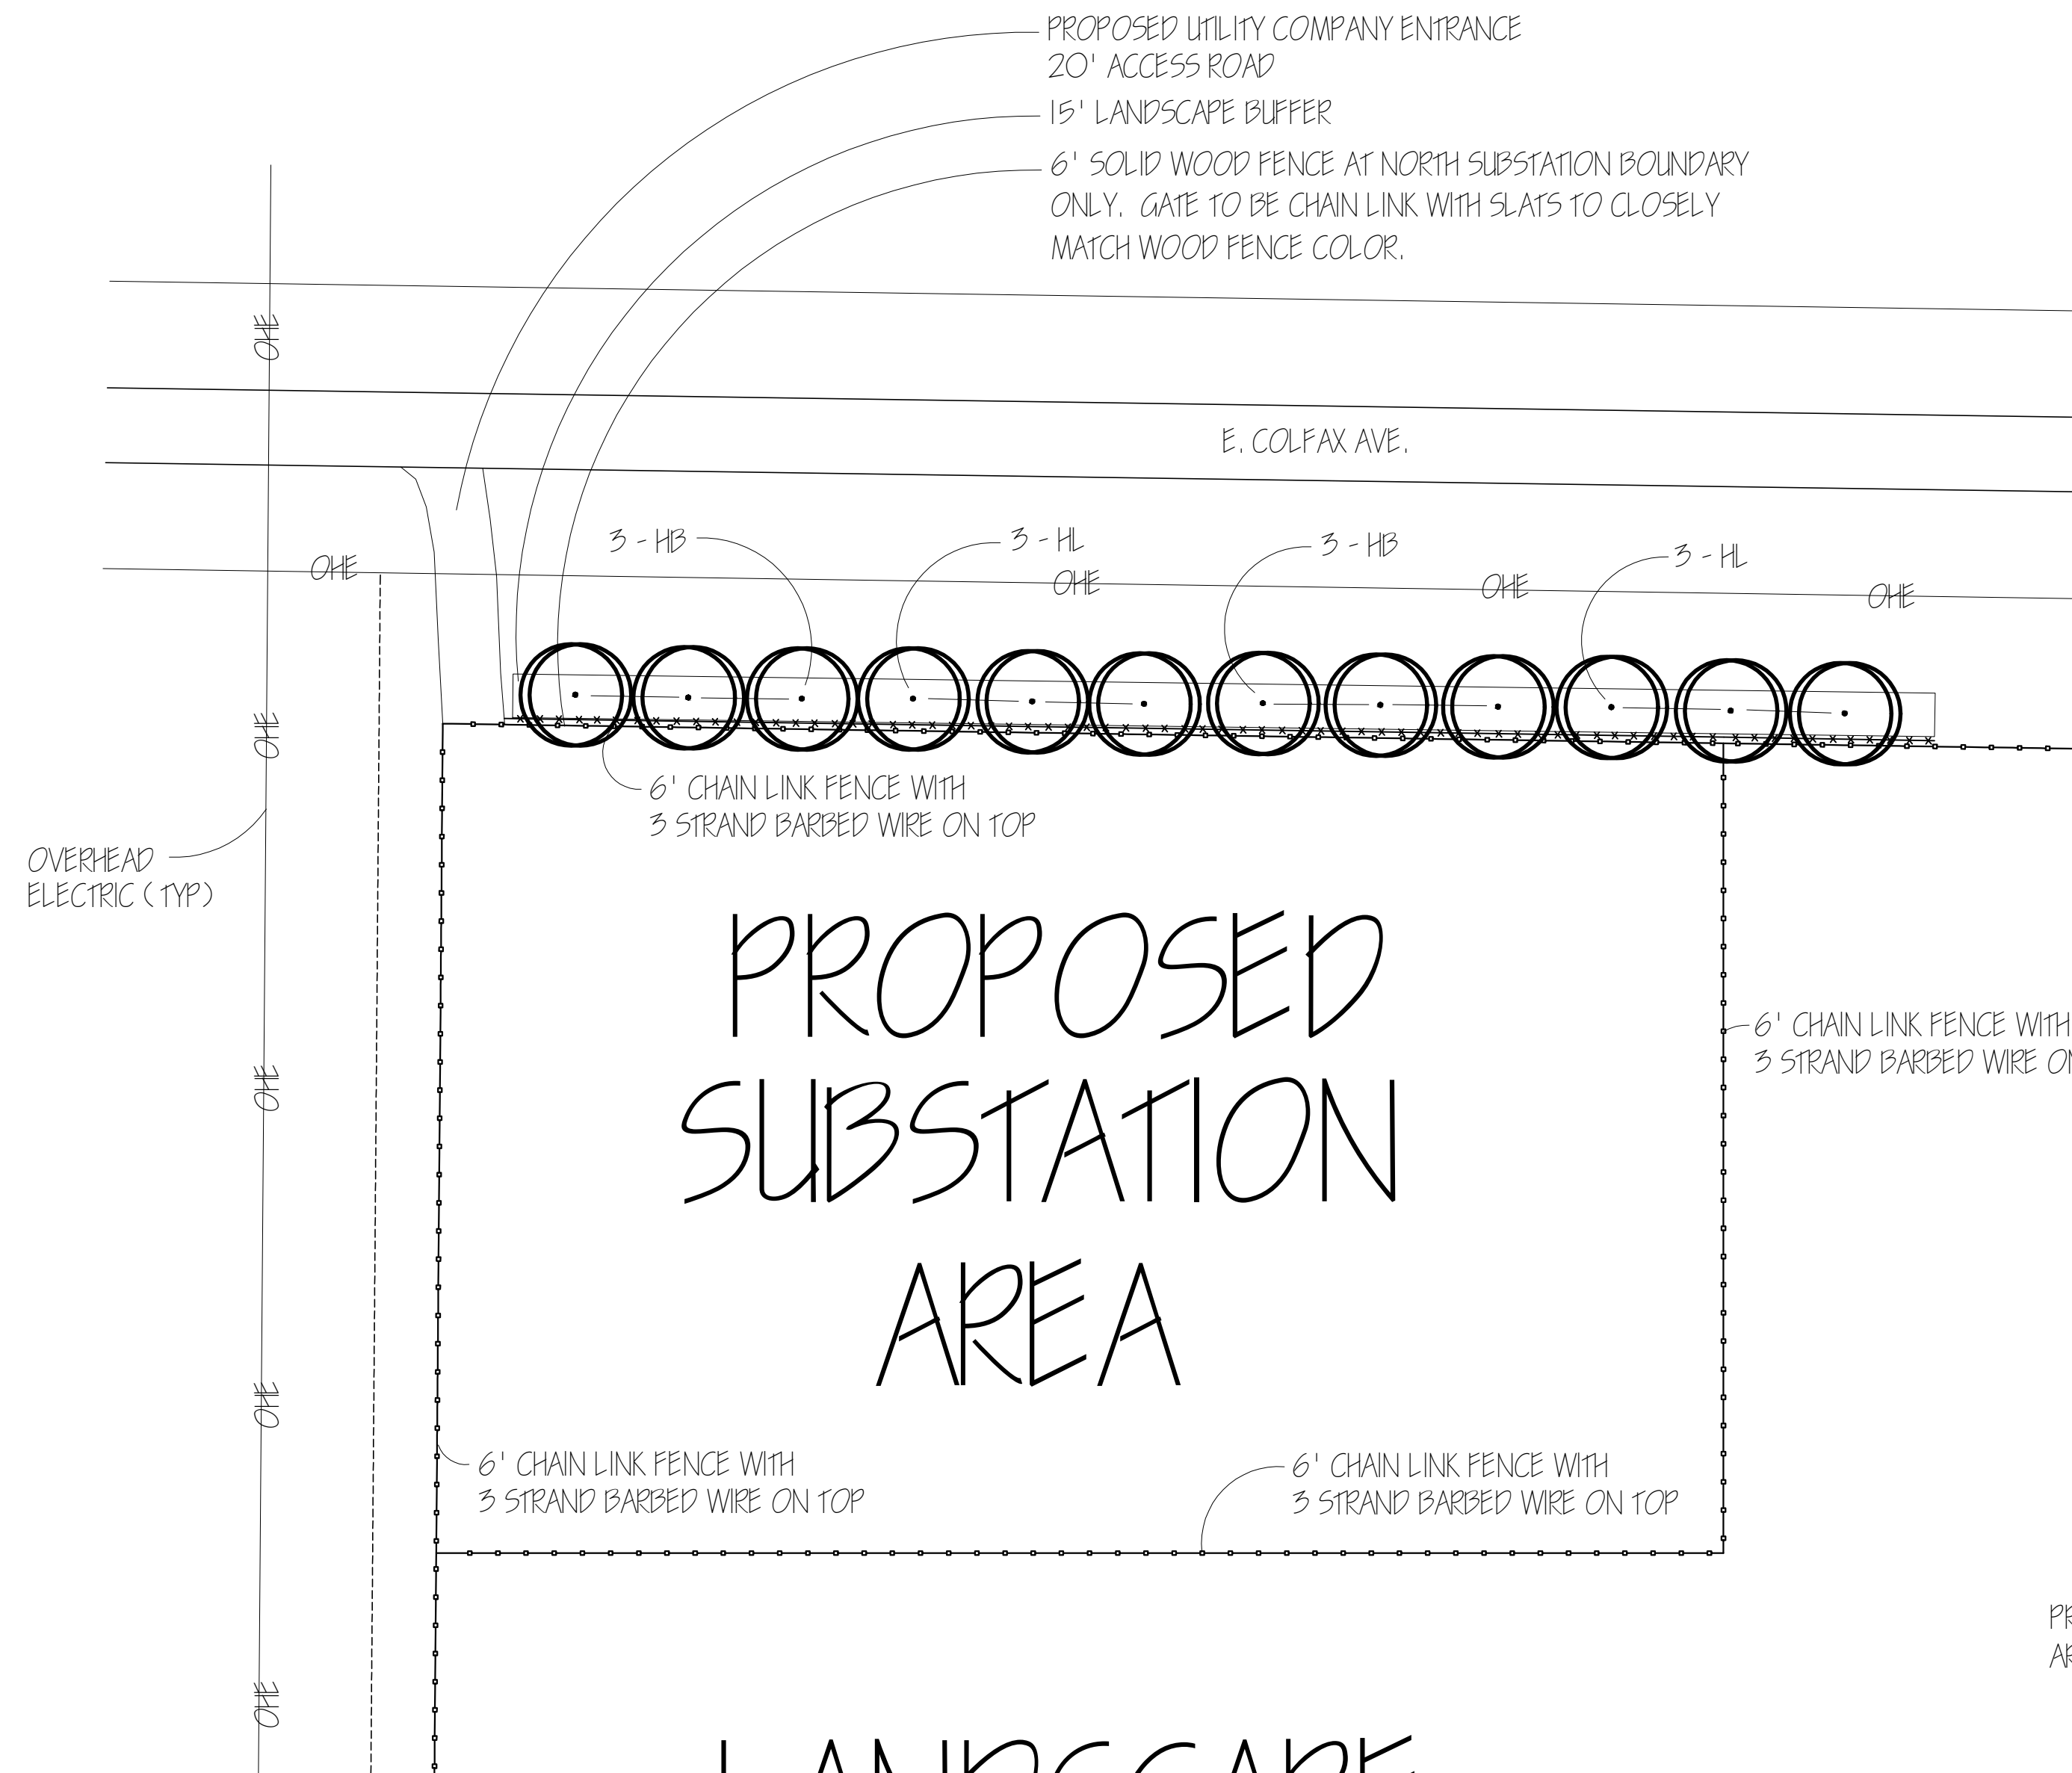 PROPOSED UTILITY COMPANY ENTRANCE
20' ACCESS ROAD
15' LANDSCAPE BUFFER
6' SOLID WOOD FENCE AT NORTH SUBSTATION BOUNDARY
ONLY. GATE TO BE CHAIN LINK WITH SLATS TO CLOSELY
MATCH WOOD FENCE COLOR.
OHE
E. COLFAX AVE.
3 - HB
3 - HL
3 - HB
3 - HL
OHE
OHE
OHE
OHE
OHE
6' CHAIN LINK FENCE WITH
3 STRAND BARBED WIRE ON TOP
OVERHEAD
ELECTRIC (TYP)
PROPOSED
SUBSTATION
AREA
6' CHAIN LINK FENCE WITH
3 STRAND BARBED WIRE
OHE
OHE
6' CHAIN LINK FENCE WITH
3 STRAND BARBED WIRE ON TOP
6' CHAIN LINK FENCE WITH
3 STRAND BARBED WIRE ON TOP
OHE
LANDSCAPE